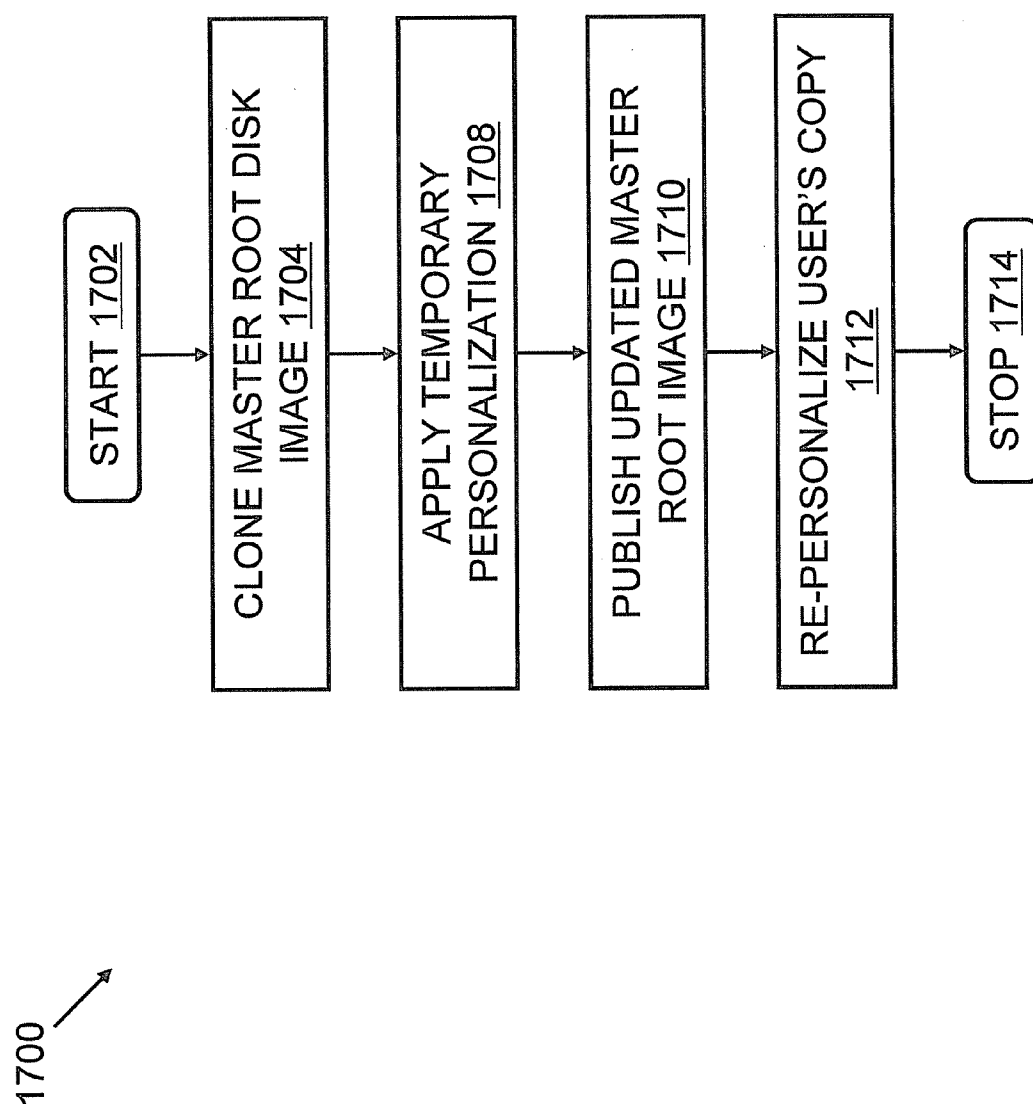 1700
START 1702
CLONE MASTER ROOT DISK
IMAGE 1704
APPLY TEMPORARY
PERSONALIZATION 1708
PUBLISH UPDATED MASTER
ROOT IMAGE 1710
RE-PERSONALIZE USER'S COPY
1712
STOP 1714